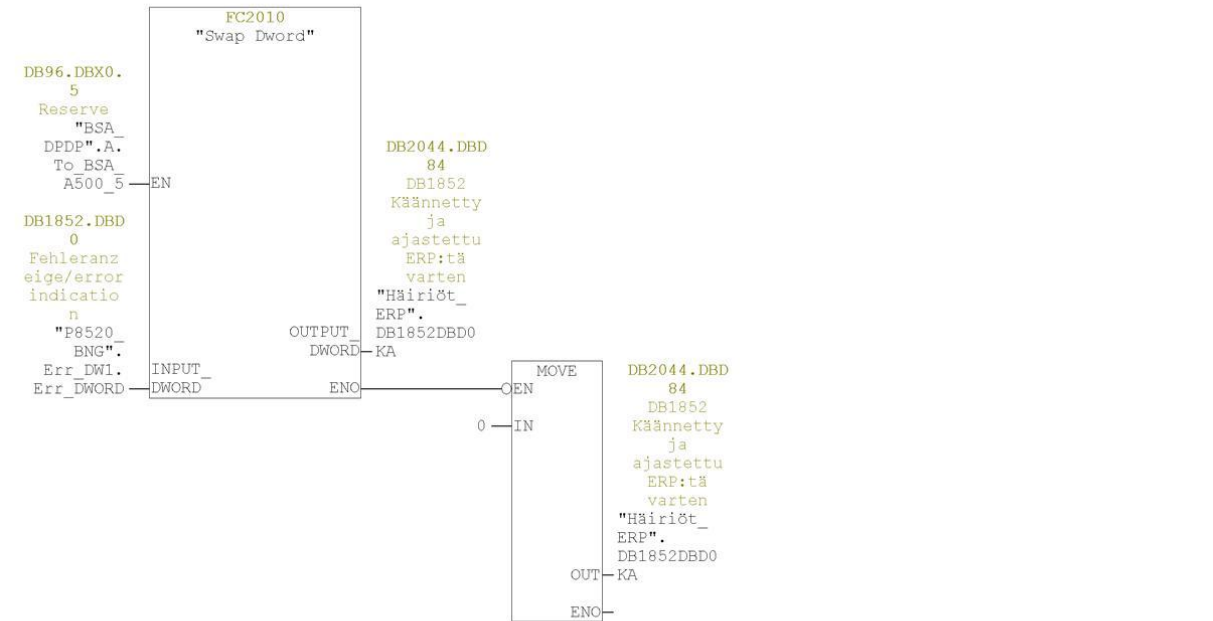 FC2010
"Swap Dword"
DB96.DBX0.
5
Reserve
"BSA_
DPDP".A.
To_BSA_
A500_5
EN
DB1852.DBD
0
Fehleranz
eige/error
indicatio
n
"P8520_
BNG".
Err_DW1.
Err_DWORD
INPUT_
DWORD
DB2044.DBD
84
DB1852
Käännetty
ja
ajastettu
ERP:tä
varten
"Häiriöt_
ERP".
DB1852DBD0
KA
OUTPUT_
DWORD
ENO
MOVE
EN
0
IN
DB2044.DBD
84
DB1852
Käännetty
ja
ajastettu
ERP:tä
varten
"Häiriöt_
ERP".
DB1852DBD0
KA
OUT
ENO